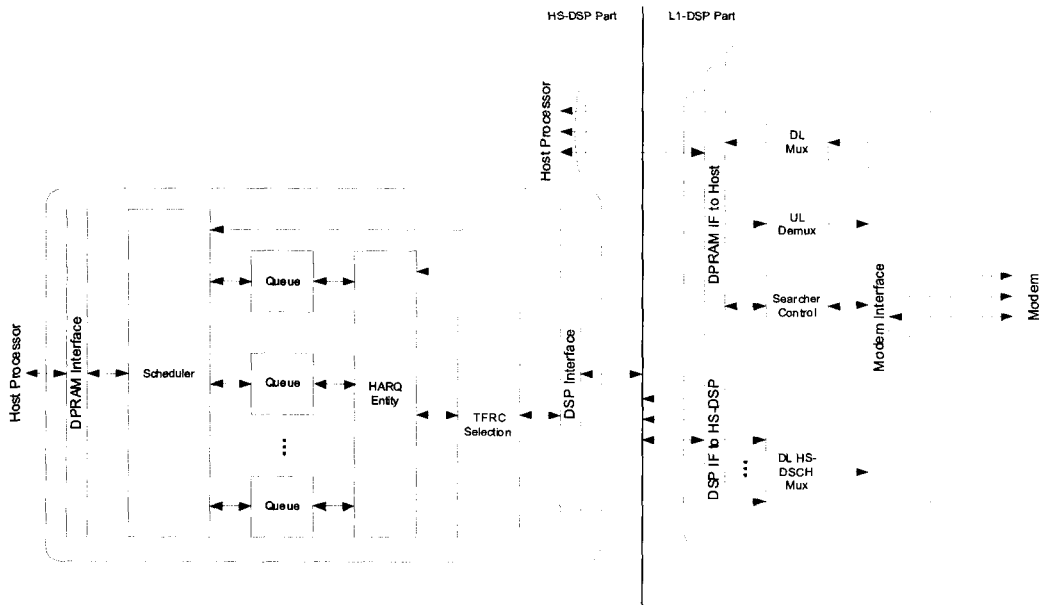 HS-DSP Part
L1-DSP Part
Host Processor
DPRAM Interface
Scheduler
Queue
Queue
Queue
HARQ
Entity
TFRC
Selection
DSP Interface
Host Processor
DPRAM IF to Host
DSP IF to HS-DSP
DL
Mux
UL
Demux
Searcher
Control
DL HS-
DSCH
Mux
Modem Interface
Modem